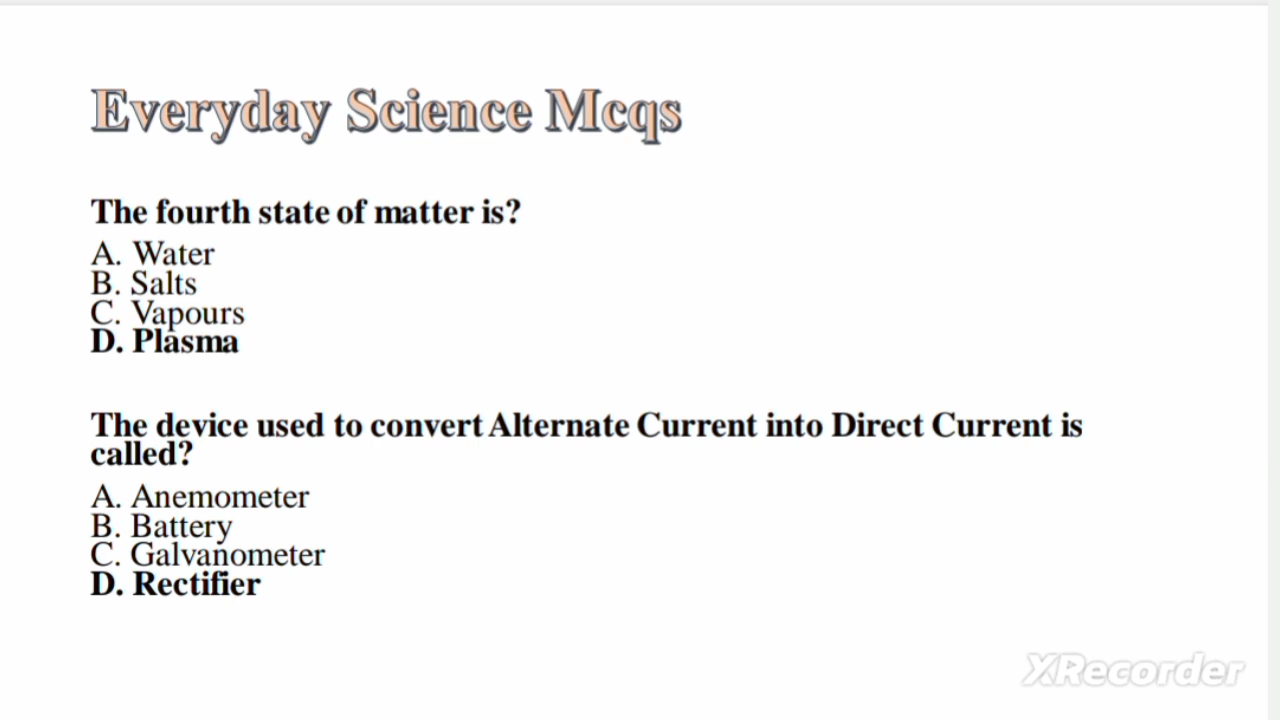 Everyday Science Mcqs
The fourth state of matter is?
A. Water
B. Salts
C. Vapours
D. Plasma
The device used to convert Alternate Current into Direct Current is
called?
A. Anemometer
B. Battery
C. Galvanometer
D. Rectifier
XRecorder